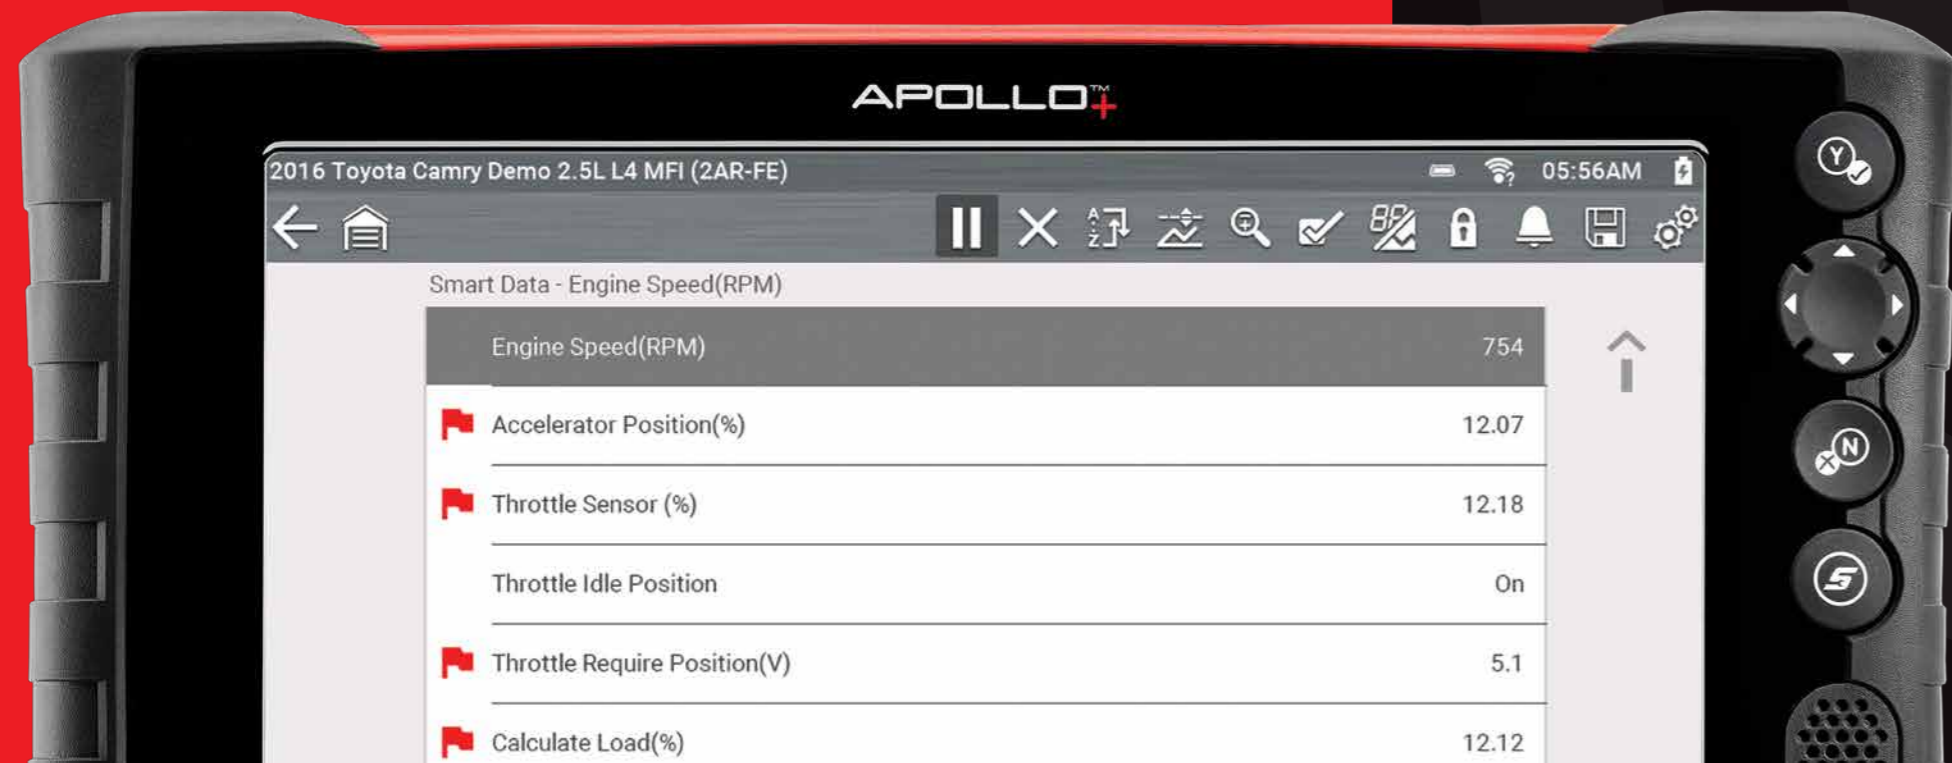 APOLLO+™
2016 Toyota Camry Demo 2.5L L4 MFI (2AR-FE)
05:56AM
Smart Data - Engine Speed(RPM)
Engine Speed(RPM) 754
Accelerator Position(%) 12.07
Throttle Sensor (%) 12.18
Throttle Idle Position On
Throttle Require Position(V) 5.1
Calculate Load(%) 12.12
Y
N
S